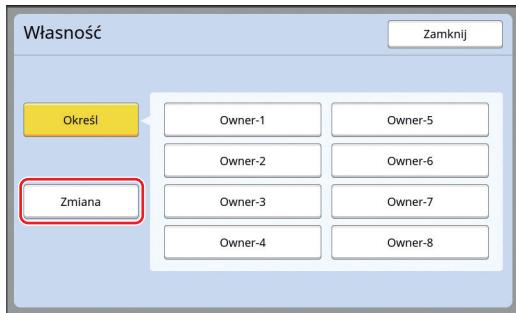 Własność Zamknij
Określ Owner-1 Owner-5
Owner-2 Owner-6
Zmiana Owner-3 Owner-7
Owner-4 Owner-8